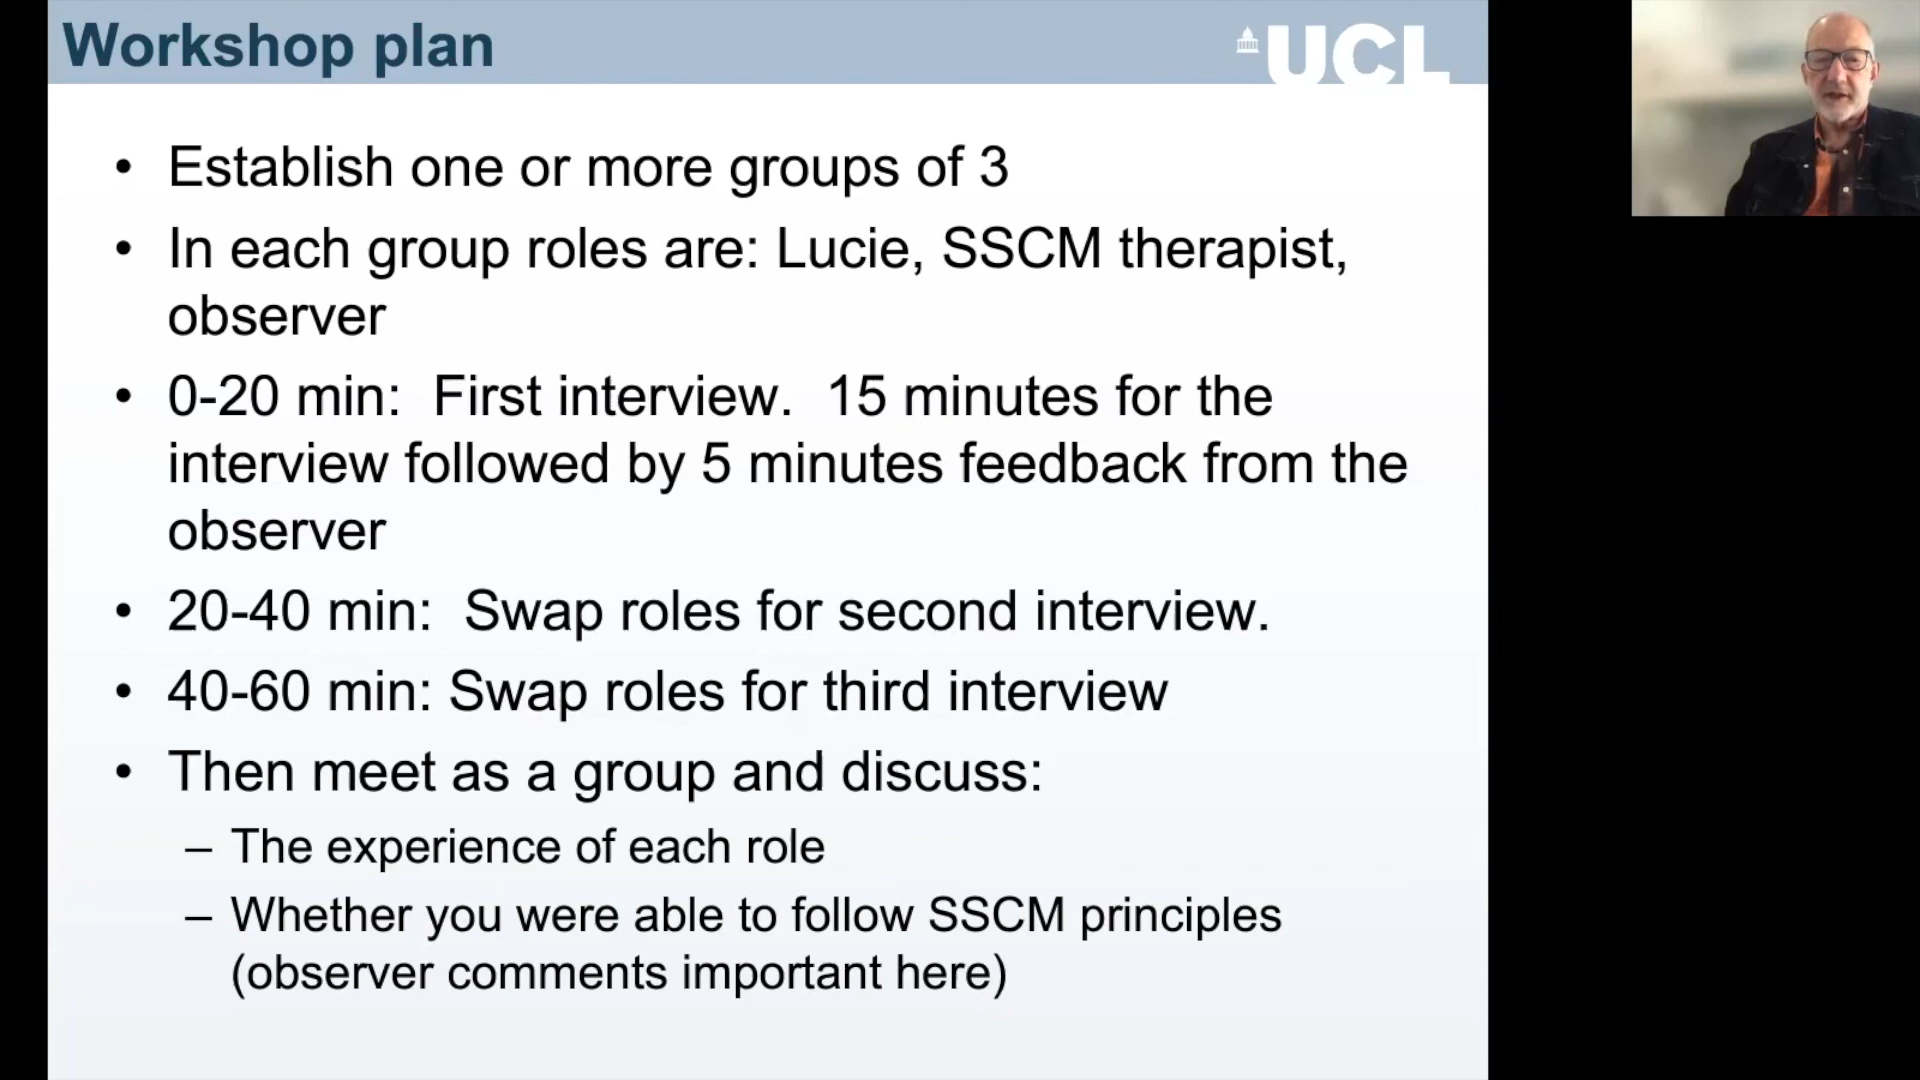 Workshop plan
UCL
• Establish one or more groups of 3
• In each group roles are: Lucie, SSCM therapist,
observer
• 0-20 min:  First interview.  15 minutes for the
interview followed by 5 minutes feedback from the
observer
• 20-40 min:  Swap roles for second interview.
• 40-60 min: Swap roles for third interview
• Then meet as a group and discuss:
– The experience of each role
– Whether you were able to follow SSCM principles
(observer comments important here)